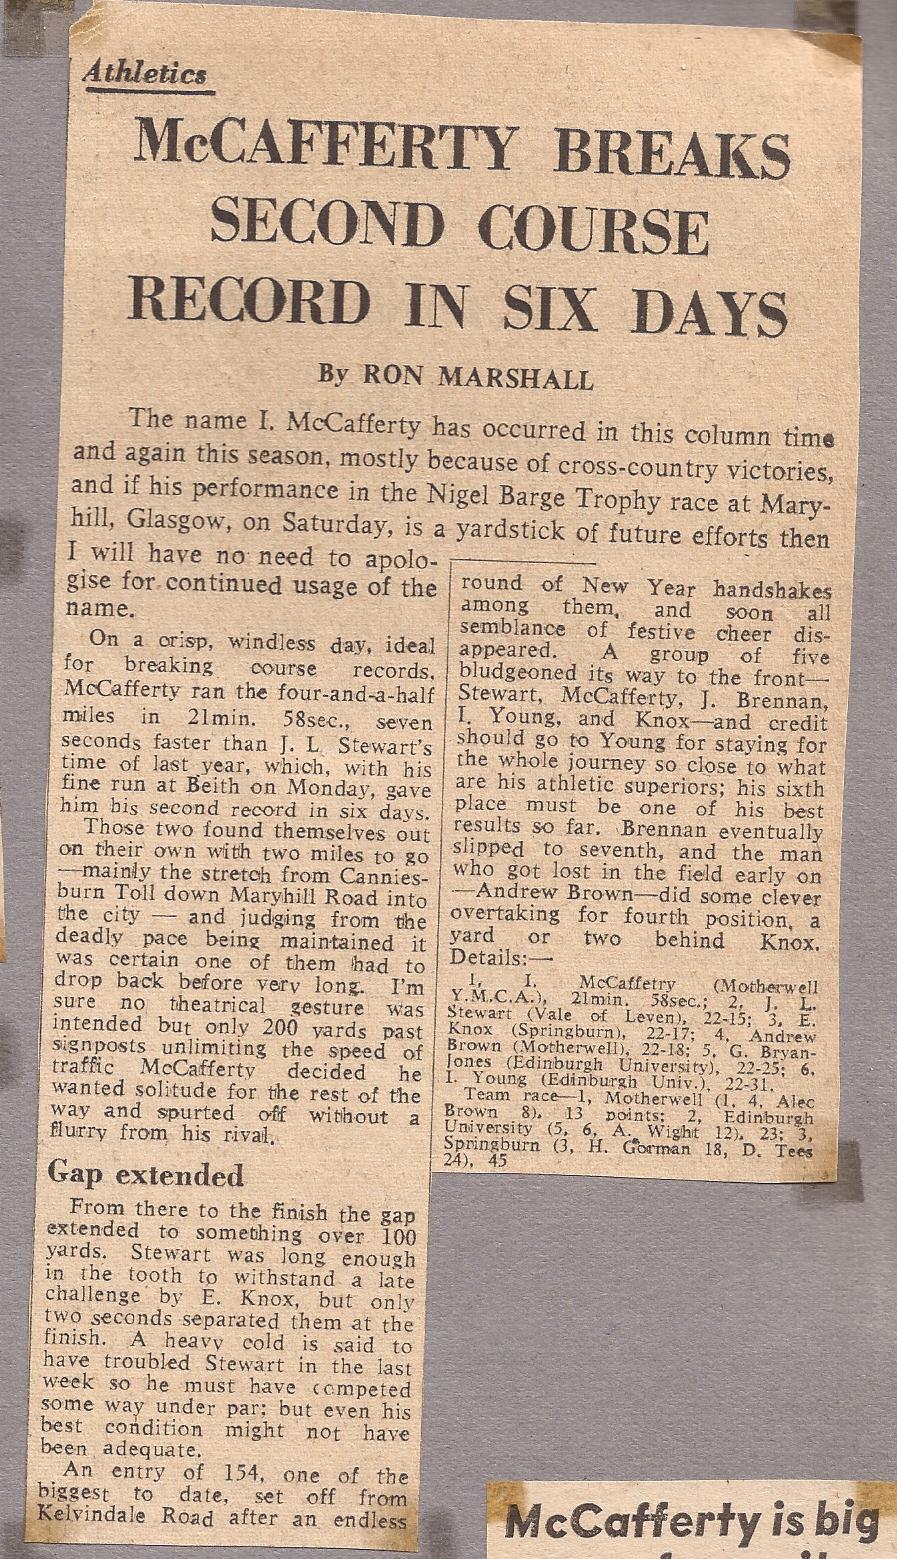 Athletics
McCAFFERTY BREAKS
SECOND COURSE
RECORD IN SIX DAYS
By RON MARSHALL
The name I. McCafferty has occurred in this column time
and again this season, mostly because of cross-country victories,
and if his performance in the Nigel Barge Trophy race at Mary-
hill, Glasgow, on Saturday, is a yardstick of future efforts then
I will have no need to apolo-
gise for continued usage of the
name.
On a crisp, windless day, ideal
for breaking course records,
McCafferty ran the four-and-a-half
miles in 21min. 58sec., seven
seconds faster than J. L. Stewart's
time of last year, which, with his
fine run at Beith on Monday, gave
him his second record in six days.
Those two found themselves out
on their own with two miles to go
—mainly the stretch from Cannies-
burn Toll down Maryhill Road into
the city — and judging from the
deadly pace being maintained it
was certain one of them had to
drop back before very long. I'm
sure no theatrical gesture was
intended but only 200 yards past
signposts unlimiting the speed of
traffic McCafferty decided he
wanted solitude for the rest of the
way and spurted off without a
flurry from his rival.
Gap extended
From there to the finish the gap
extended to something over 100
yards. Stewart was long enough
in the tooth to withstand a late
challenge by E. Knox, but only
two seconds separated them at the
finish. A heavy cold is said to
have troubled Stewart in the last
week so he must have competed
some way under par; but even his
best condition might not have
been adequate.
An entry of 154, one of the
biggest to date, set off from
Kelvindale Road after an endless
round of New Year handshakes
among them, and soon all
semblance of festive cheer dis-
appeared. A group of five
bludgeoned its way to the front—
Stewart, McCafferty, J. Brennan,
I. Young, and Knox—and credit
should go to Young for staying for
the whole journey so close to what
are his athletic superiors; his sixth
place must be one of his best
results so far. Brennan eventually
slipped to seventh, and the man
who got lost in the field early on
—Andrew Brown—did some clever
overtaking for fourth position, a
yard or two behind Knox.
Details:—
1, I. McCaffetry (Motherwell
Y.M.C.A.), 21min. 58sec.; 2, J. L.
Stewart (Vale of Leven), 22-15; 3, E.
Knox (Springburn), 22-17; 4, Andrew
Brown (Motherwell), 22-18; 5, G. Bryan-
Jones (Edinburgh University), 22-25; 6,
I. Young (Edinburgh Univ.), 22-31.
Team race—1, Motherwell (1, 4, Alec
Brown 8), 13 points; 2, Edinburgh
University (5, 6, A. Wight 12), 23; 3,
Springburn (3, H. Gorman 18, D. Tees
24), 45
McCafferty is big